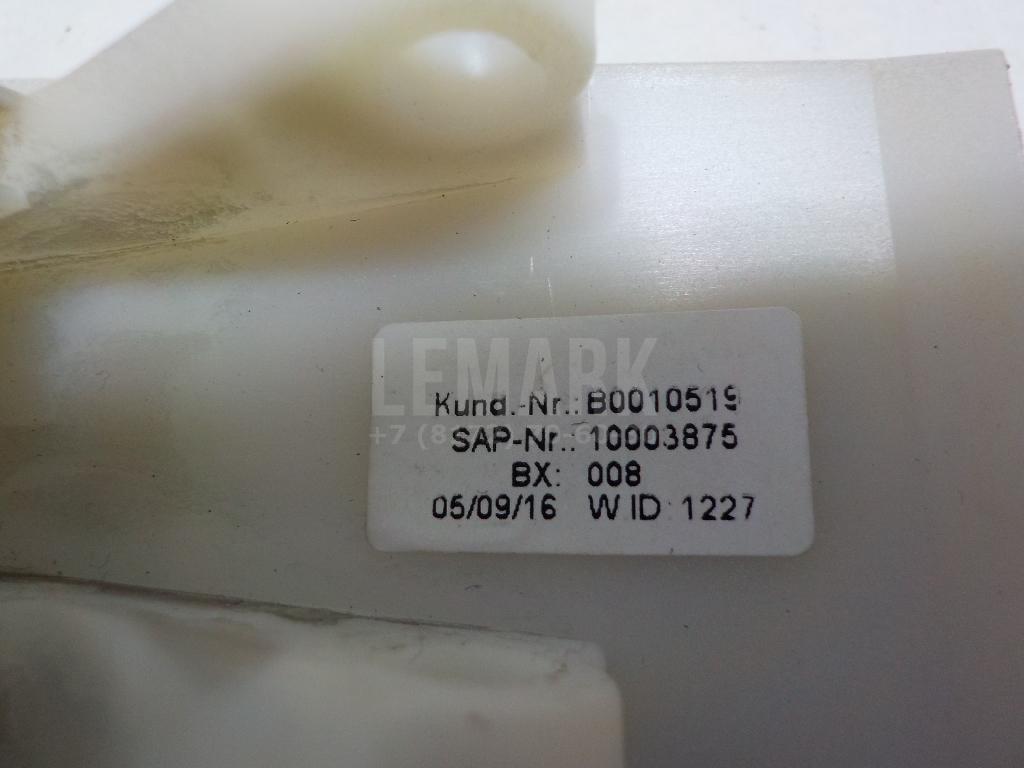 LEMARK
Kund.-Nr.: B0010519
SAP-Nr.: 10003875
BX: 008
05/09/16 W ID: 1227